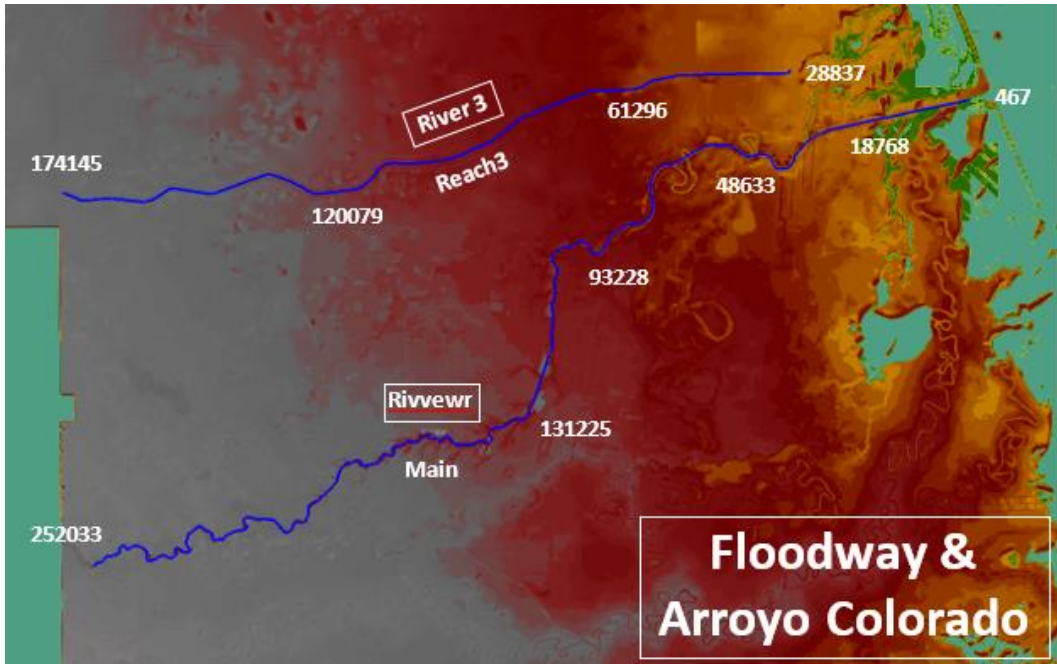 28837
467
River 3
61296
18768
174145
Reach3
48633
120079
93228
Rivvewr
131225
Main
252033
Floodway &
Arroyo Colorado